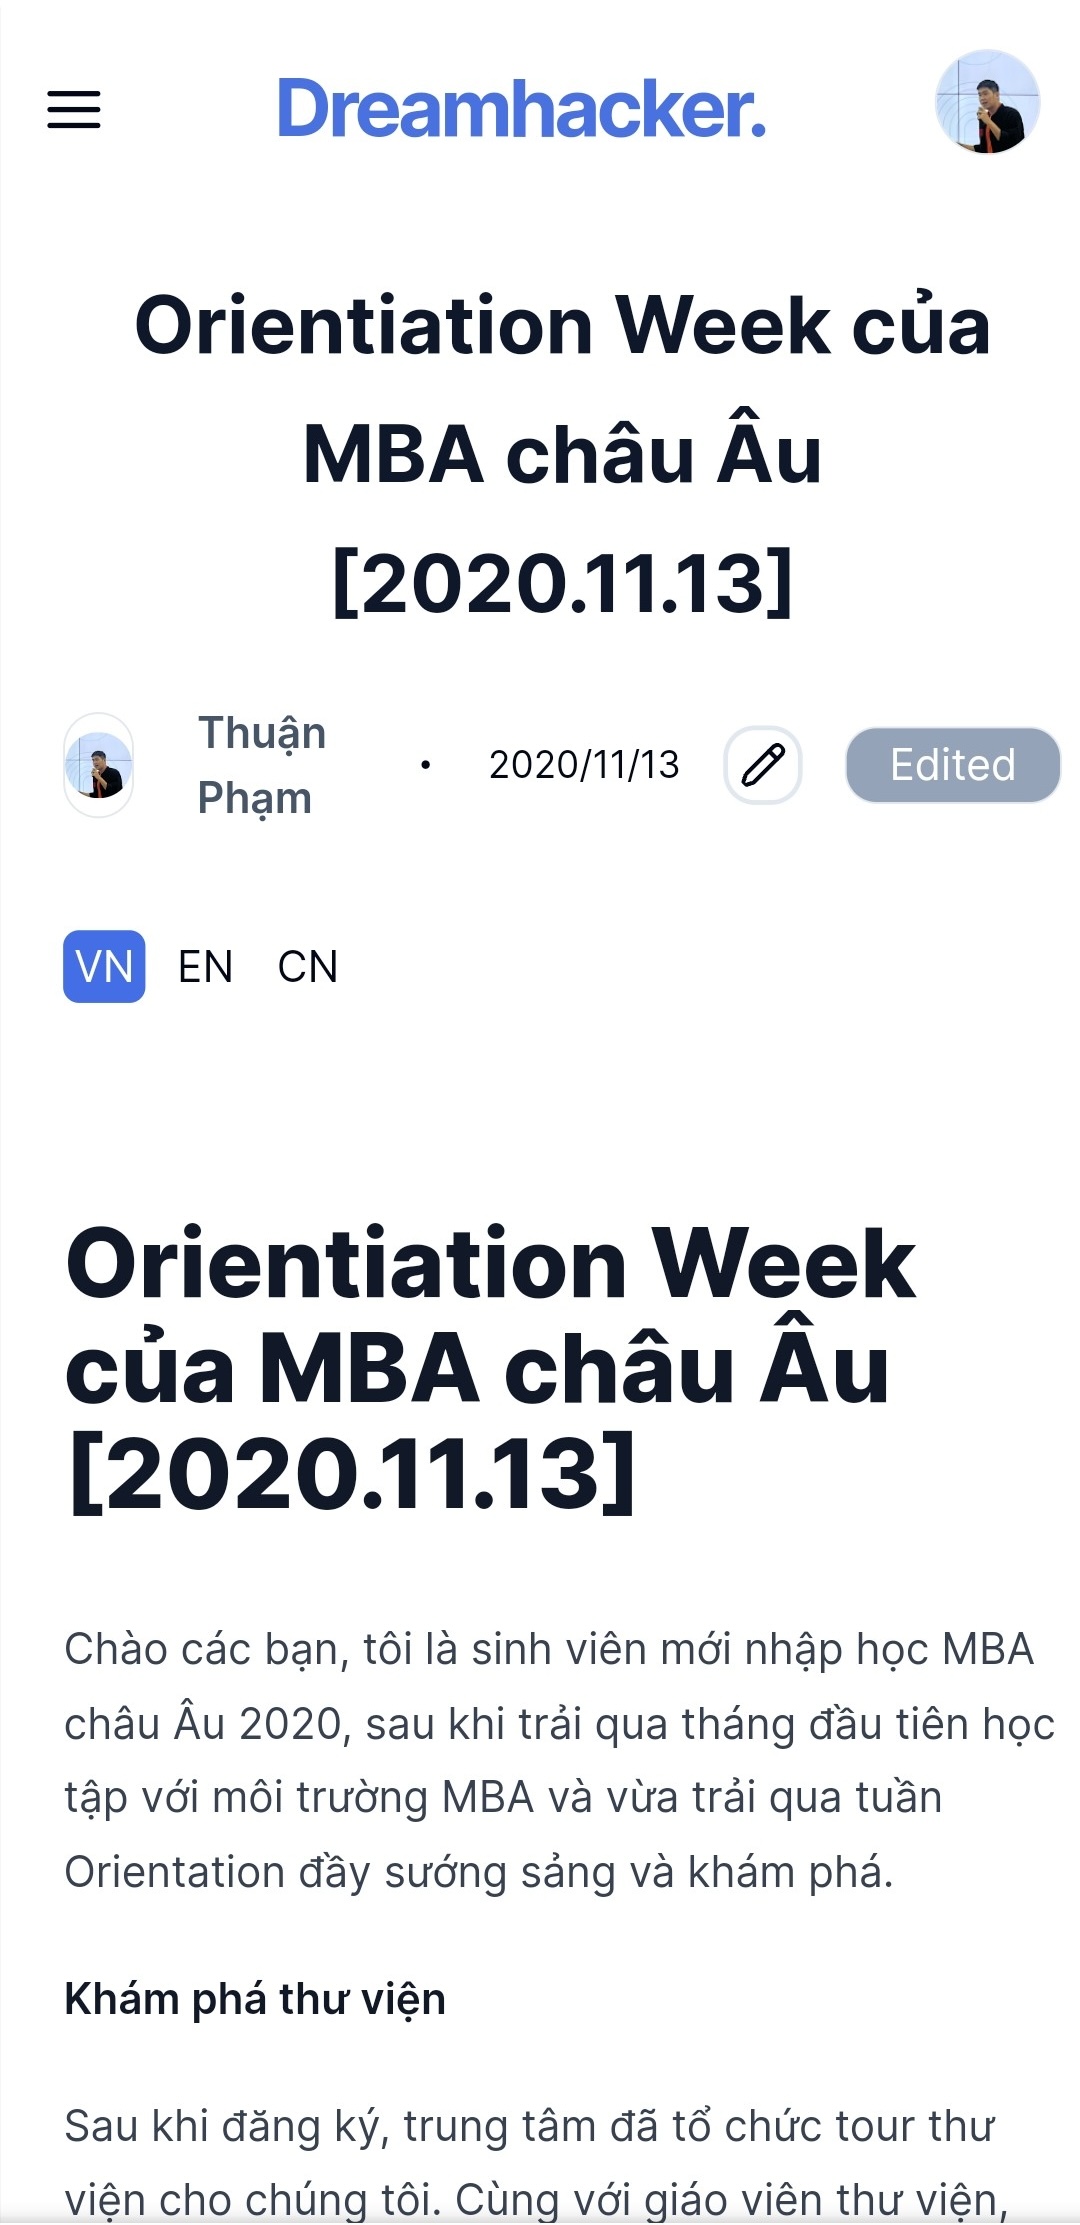 Dreamhacker.
Orientiation Week của
MBA châu Âu
[2020.11.13]
Thuận
Phạm
• 2020/11/13 Edited
VN EN CN
Orientiation Week
của MBA châu Âu
[2020.11.13]
Chào các bạn, tôi là sinh viên mới nhập học MBA
châu Âu 2020, sau khi trải qua tháng đầu tiên học
tập với môi trường MBA và vừa trải qua tuần
Orientation đầy sướng sảng và khám phá.
Khám phá thư viện
Sau khi đăng ký, trung tâm đã tổ chức tour thư
viện cho chúng tôi. Cùng với giáo viên thư viện,